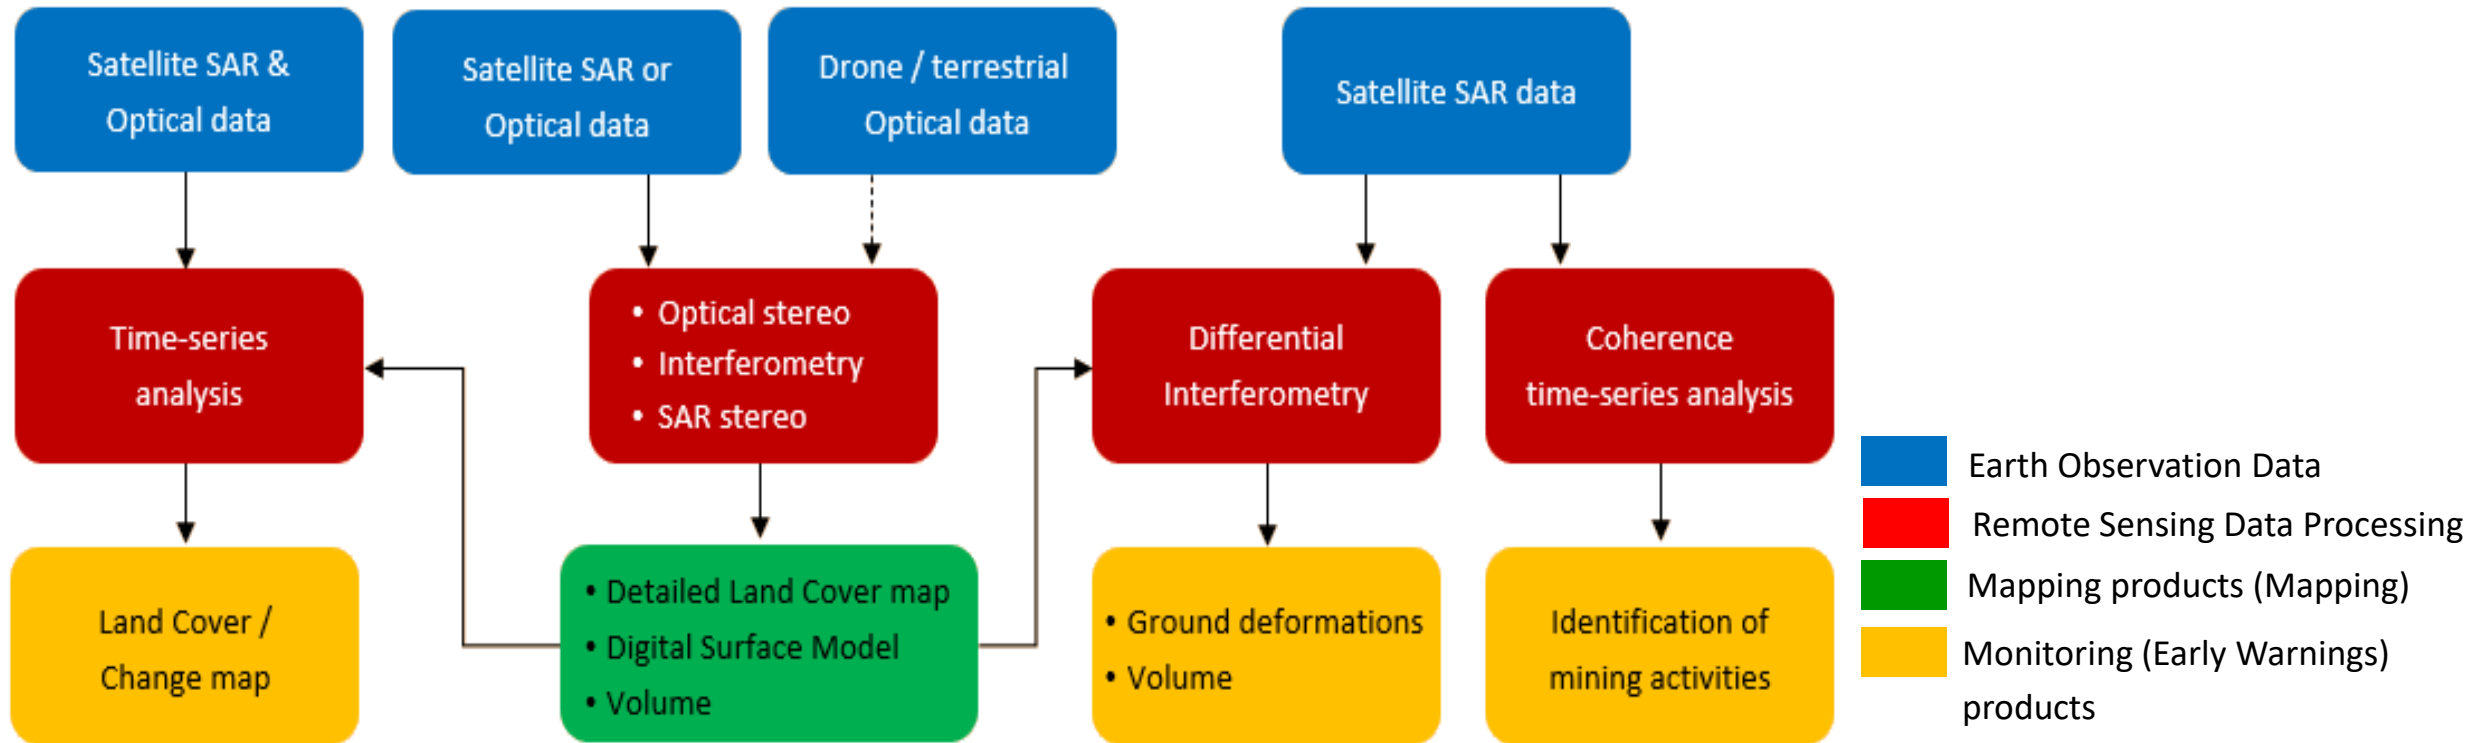 Satellite SAR &
Optical data
Satellite SAR or
Optical data
Drone / terrestrial
Optical data
Satellite SAR data
Time-series
analysis
• Optical stereo
• Interferometry
• SAR stereo
Differential
Interferometry
Coherence
time-series analysis
Land Cover /
Change map
• Detailed Land Cover map
• Digital Surface Model
• Volume
• Ground deformations
• Volume
Identification of
mining activities
Earth Observation Data
Remote Sensing Data Processing
Mapping products (Mapping)
Monitoring (Early Warnings)
products